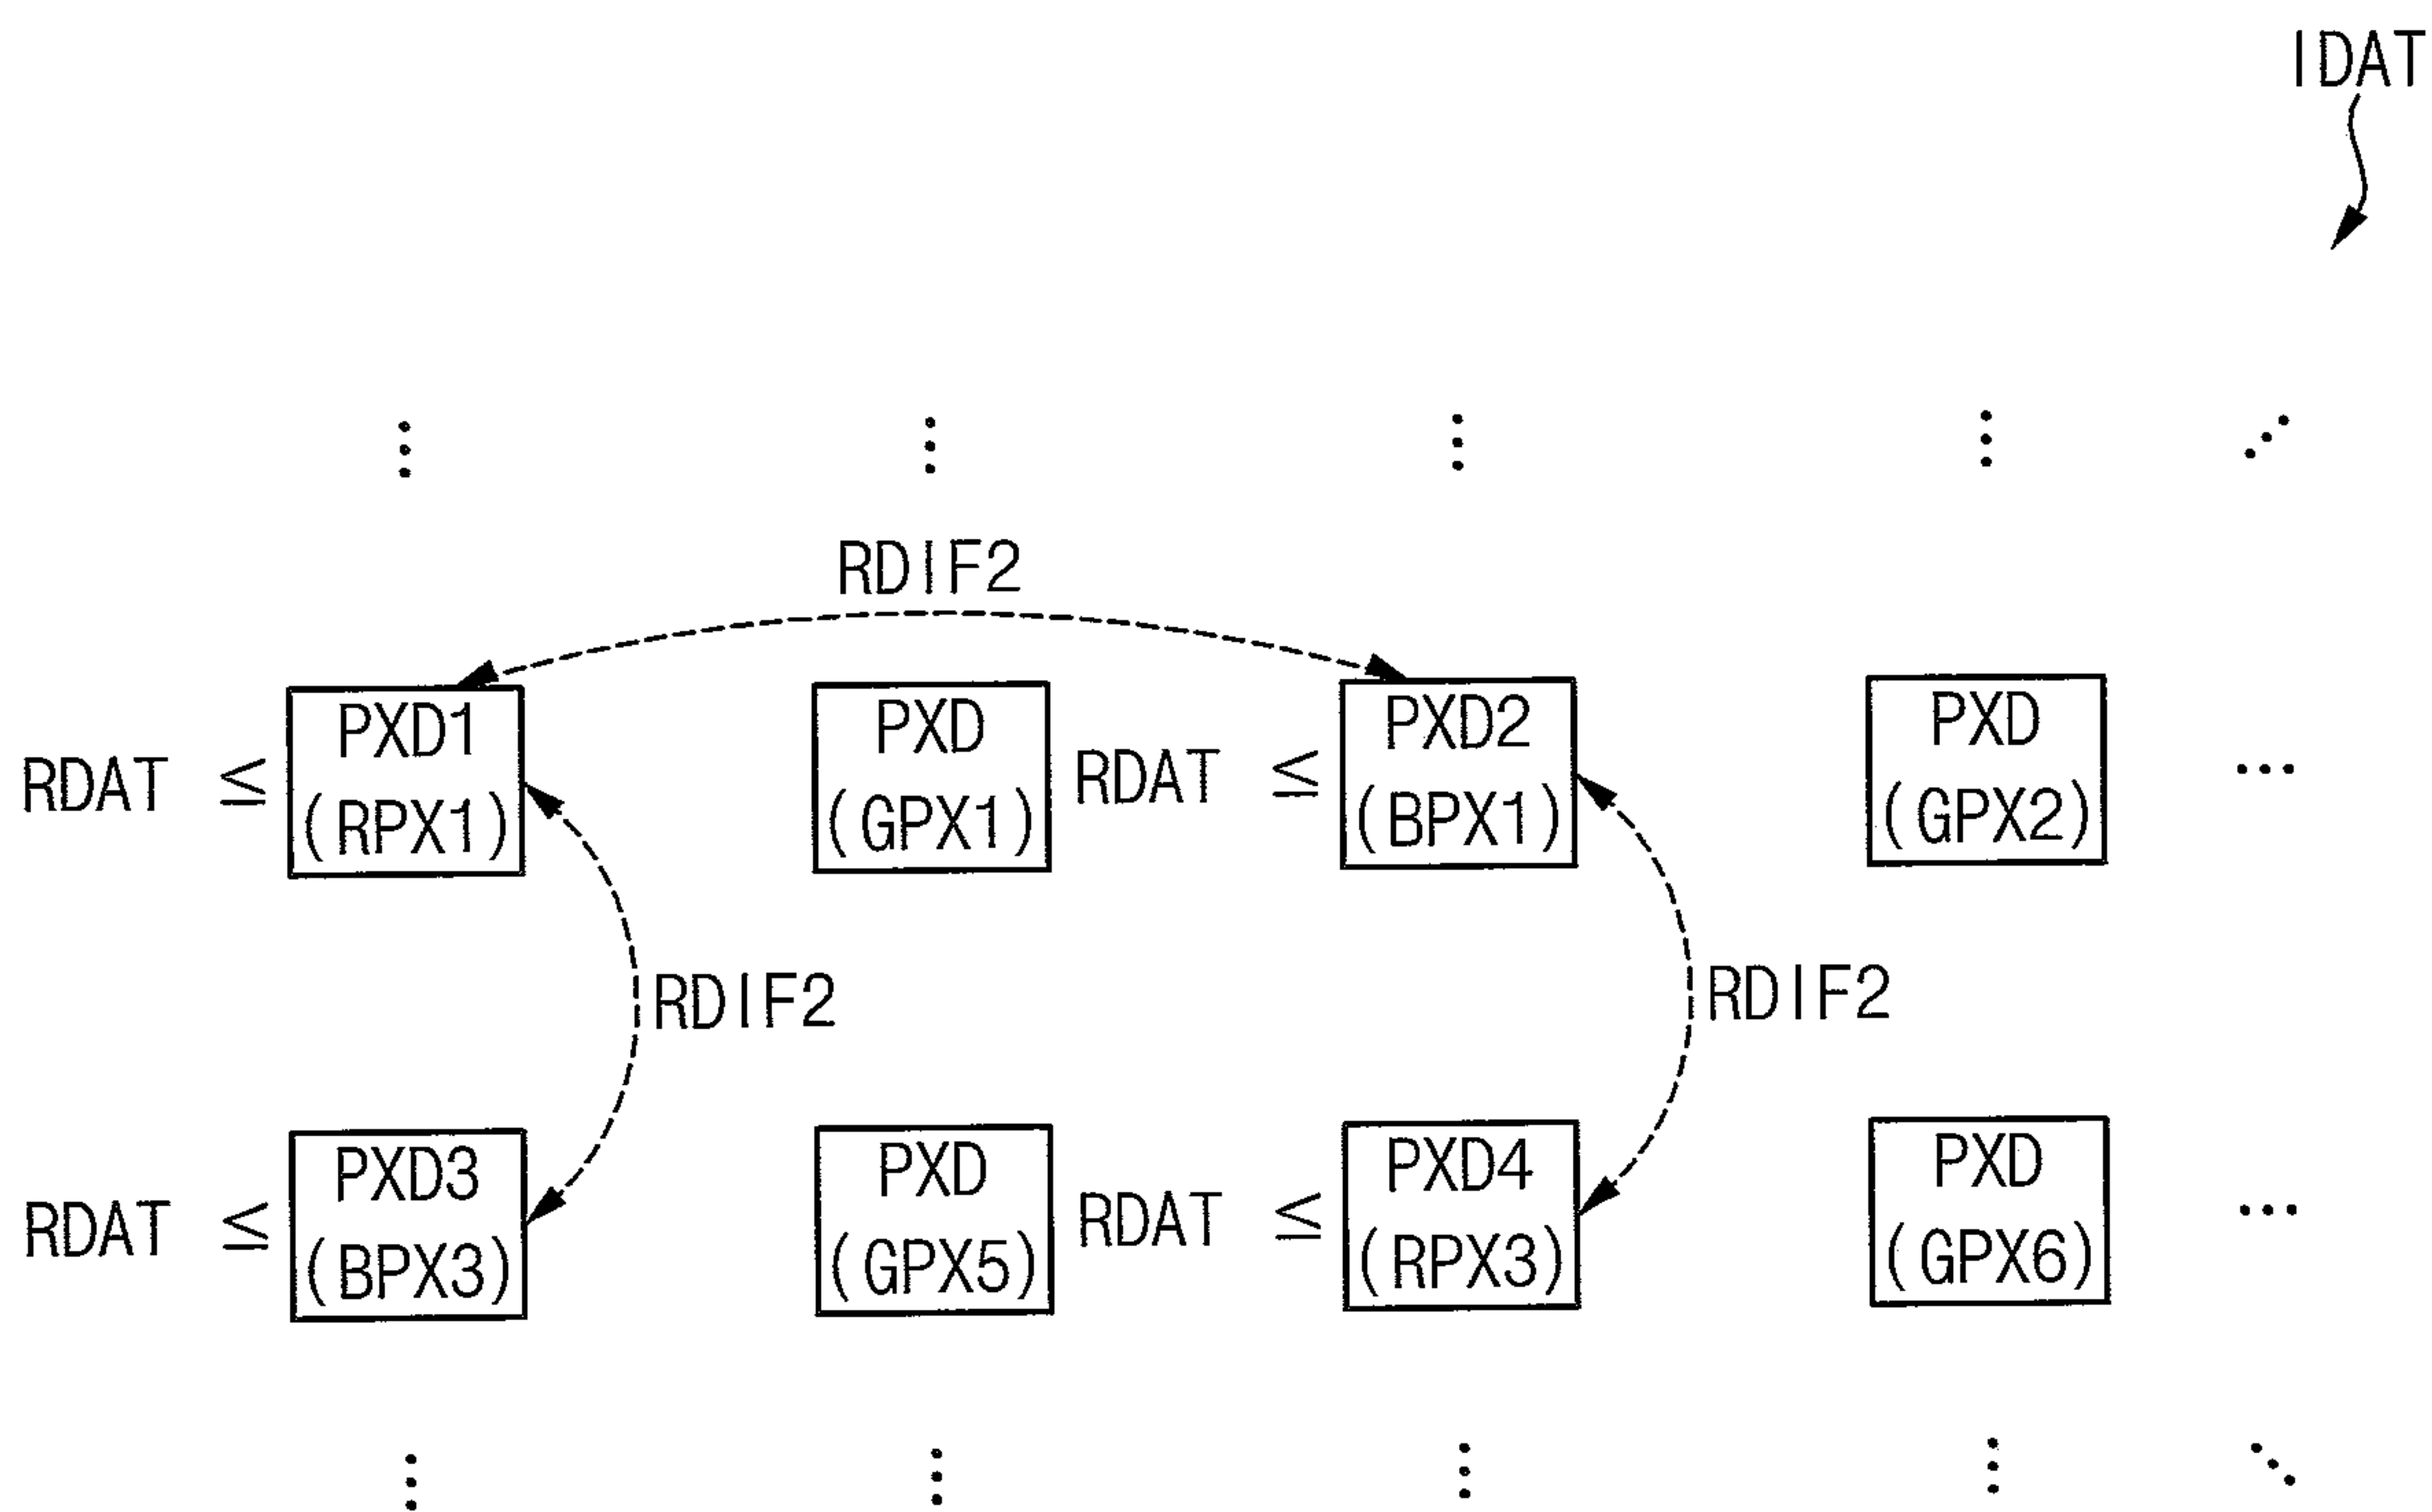 IDAT
RDIF2
RDAT ≤
PXD1
(RPX1)
PXD
(GPX1)
RDAT ≤
PXD2
(BPX1)
PXD
(GPX2)
...
RDIF2
RDIF2
RDAT ≤
PXD3
(BPX3)
PXD
(GPX5)
RDAT ≤
PXD4
(RPX3)
PXD
(GPX6)
...